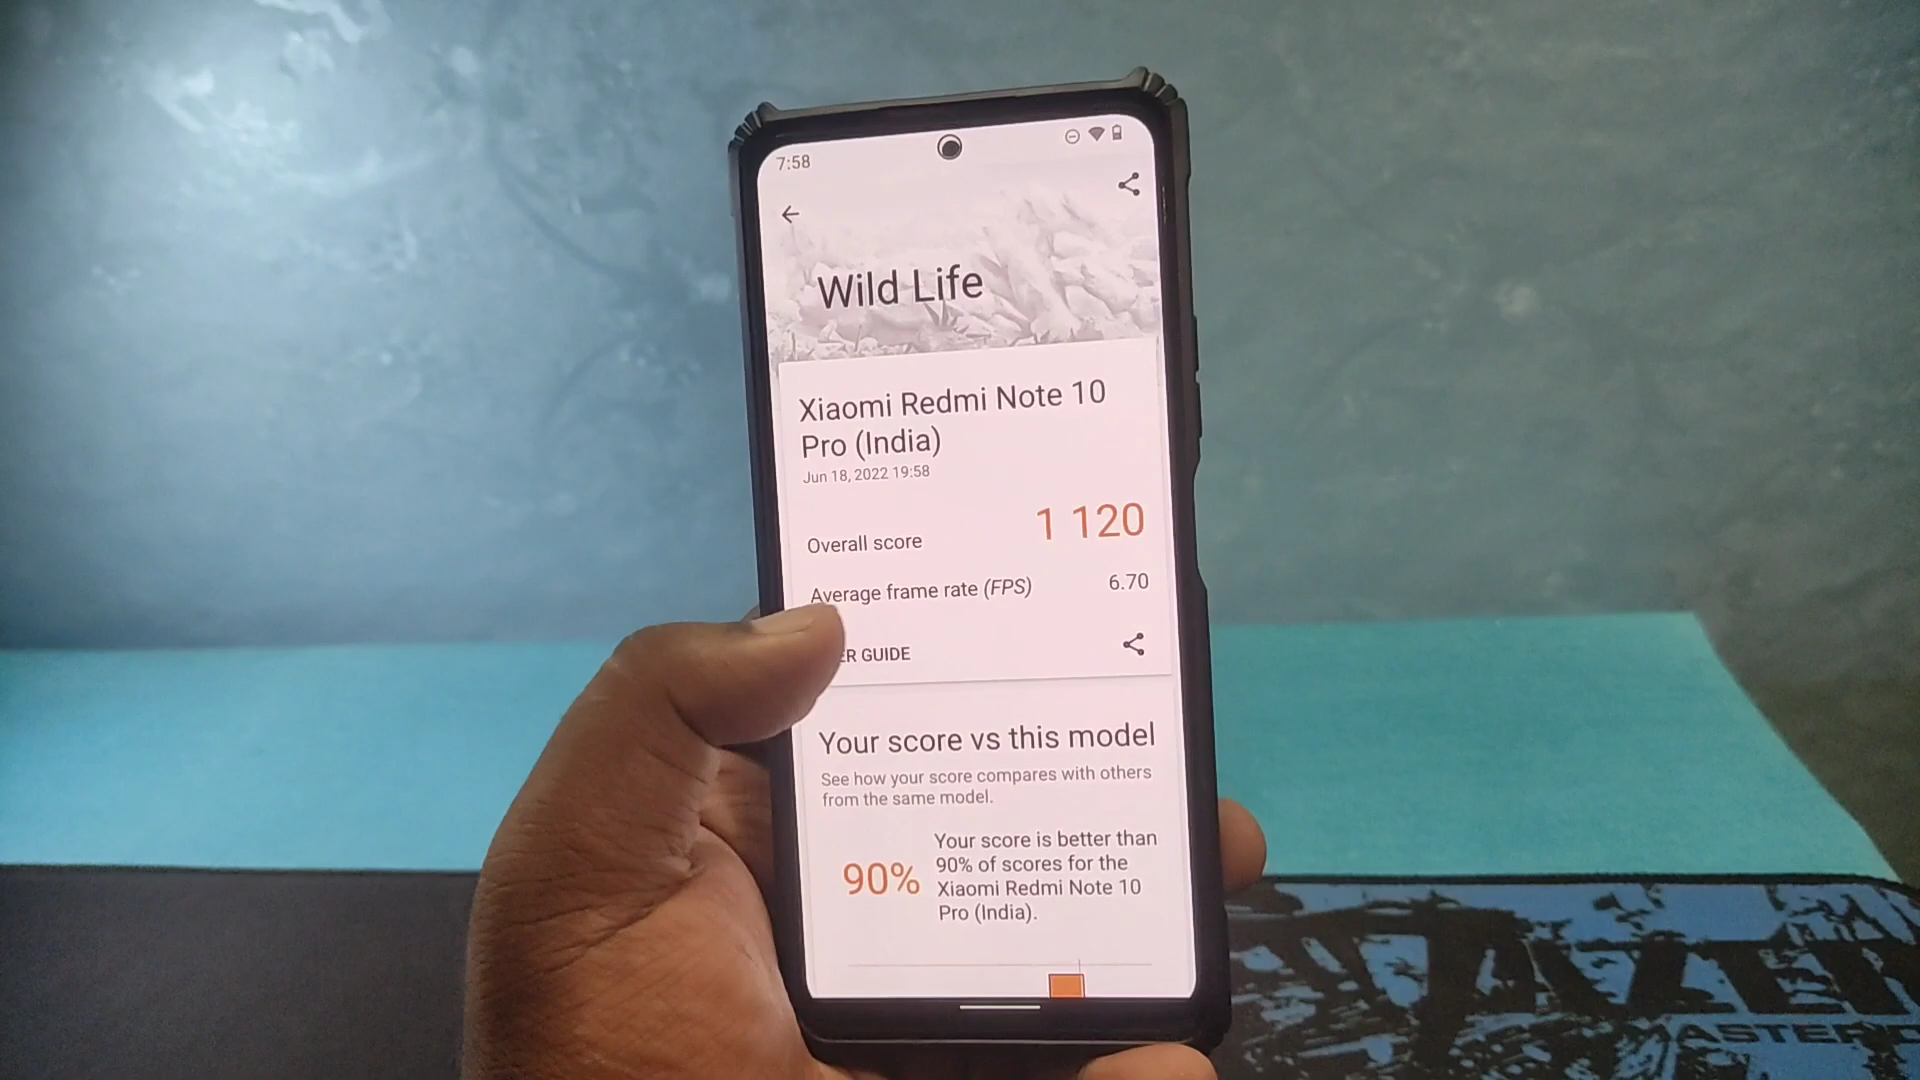 7:58
Wild Life
Xiaomi Redmi Note 10
Pro (India)
Jun 18, 2022 19:58
Overall score
1 120
Average frame rate (FPS)
6.70
ER GUIDE
Your score vs this model
See how your score compares with others
from the same model.
90%
Your score is better than
90% of scores for the
Xiaomi Redmi Note 10
Pro (India).